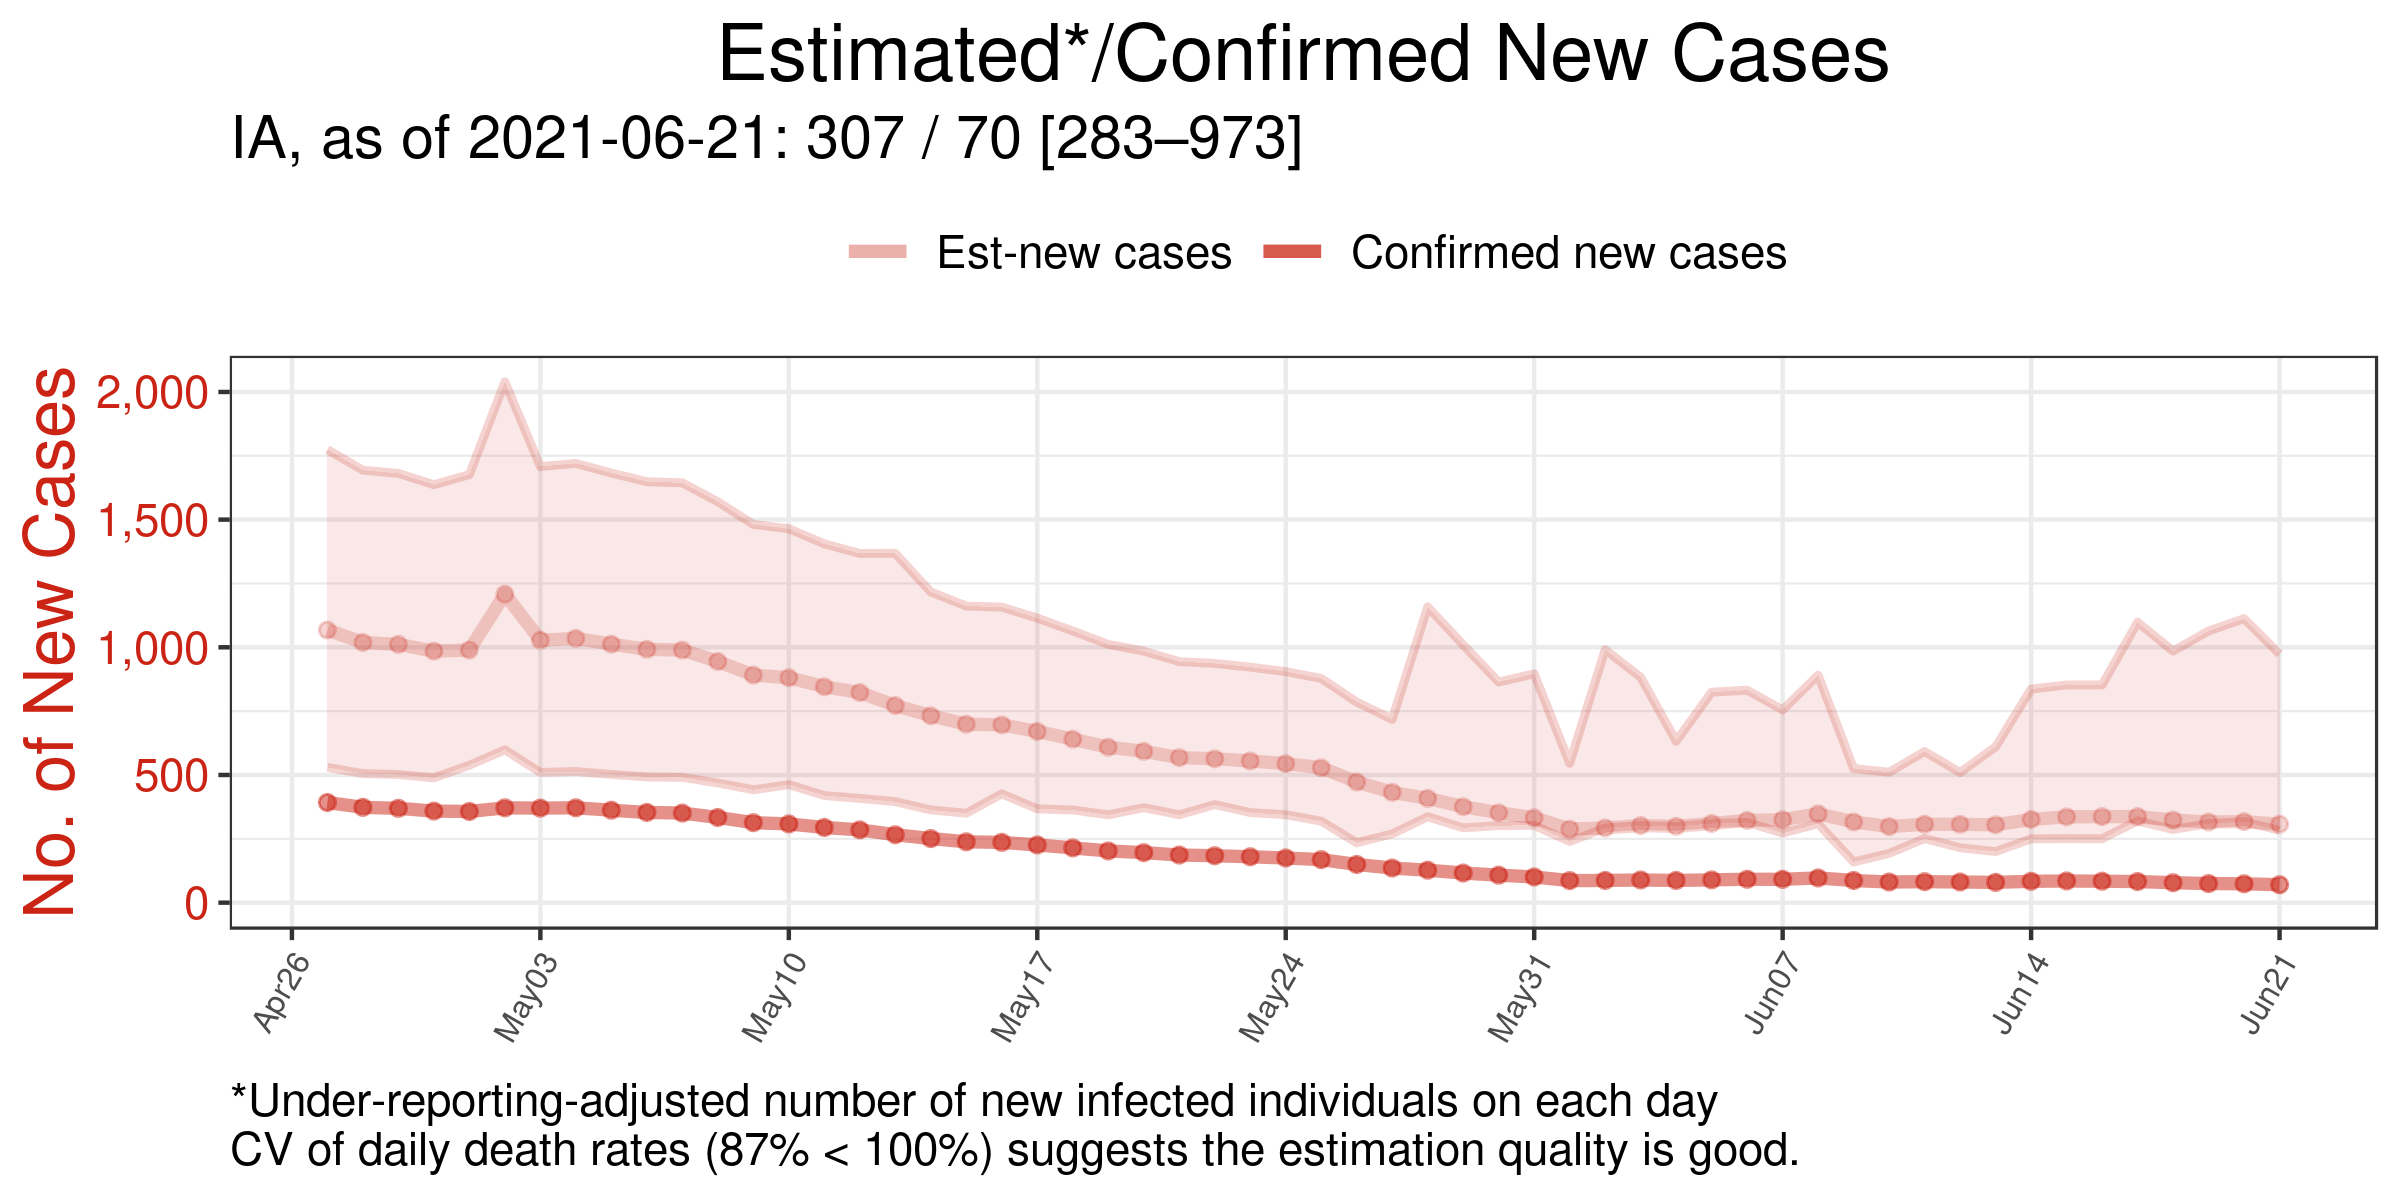 Estimated*/Confirmed New Cases
IA, as of 2021-06-21: 307 / 70 [283–973]
Est-new cases Confirmed new cases
No. of New Cases
2,000
1,500
1,000
500
0
Apr26 May03 May10 May17 May24 May31 Jun07 Jun14 Jun21
*Under-reporting-adjusted number of new infected individuals on each day
CV of daily death rates (87% < 100%) suggests the estimation quality is good.